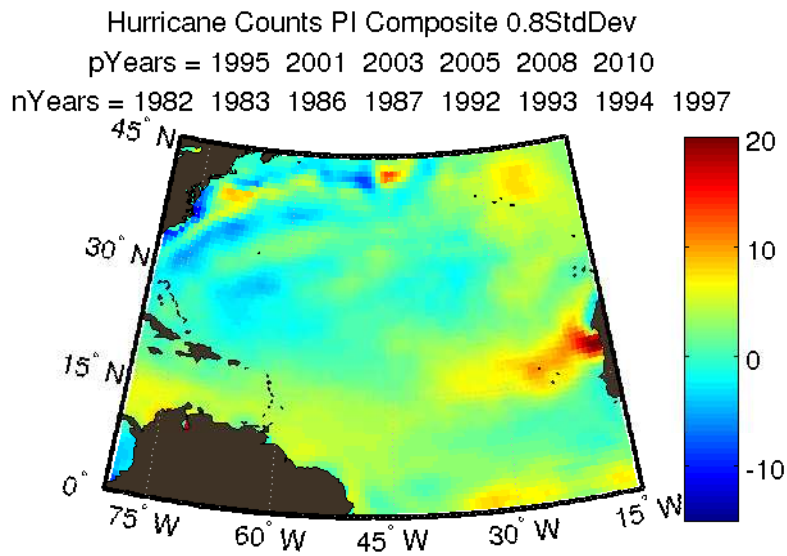 Hurricane Counts PI Composite 0.8StdDev
pYears = 1995 2001 2003 2005 2008 2010
nYears = 1982 1983 1986 1987 1992 1993 1994 1997
45° N
30° N
15° N
0°
75° W
60° W
45° W
30° W
15° W
20
10
0
-10